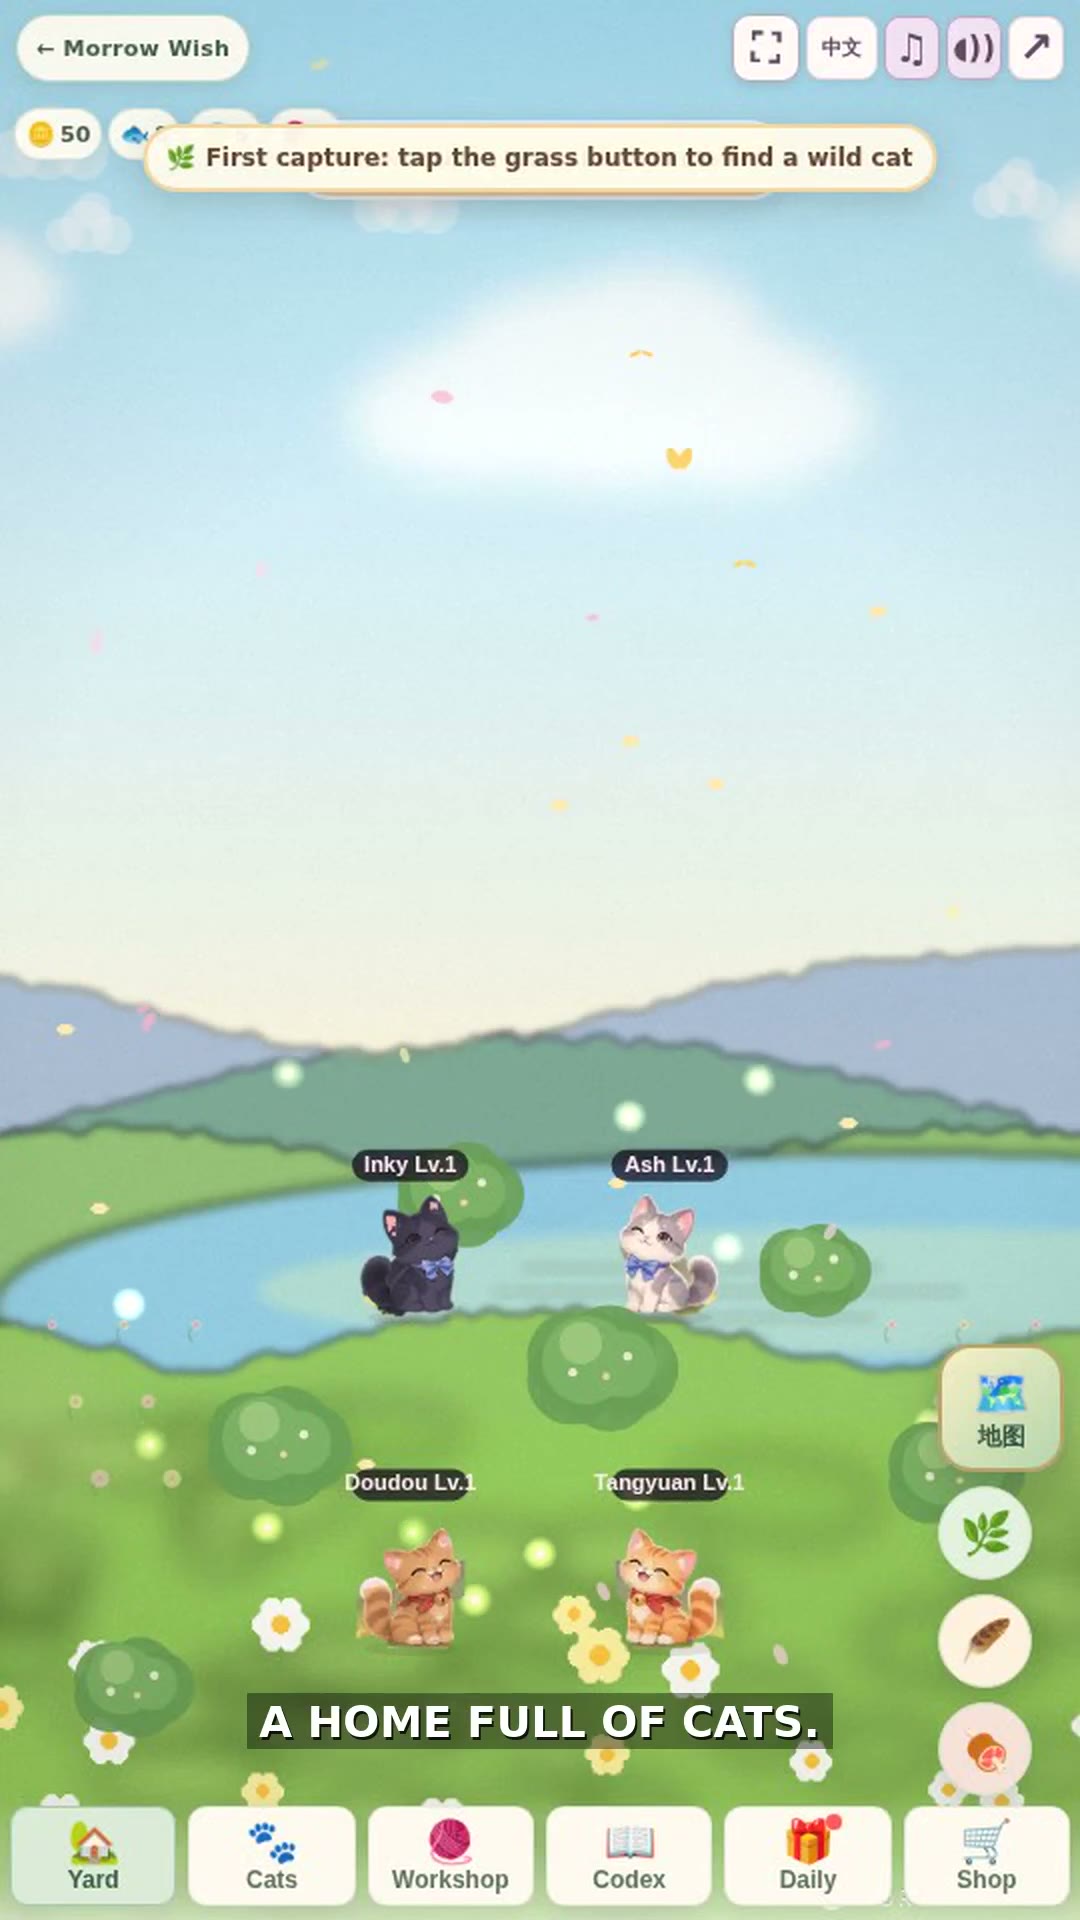 ← Morrow Wish
中文
50
First capture: tap the grass button to find a wild cat
Inky Lv.1
Ash Lv.1
地图
Doudou Lv.1
Tangyuan Lv.1
A HOME FULL OF CATS.
Yard
Cats
Workshop
Codex
Daily
Shop